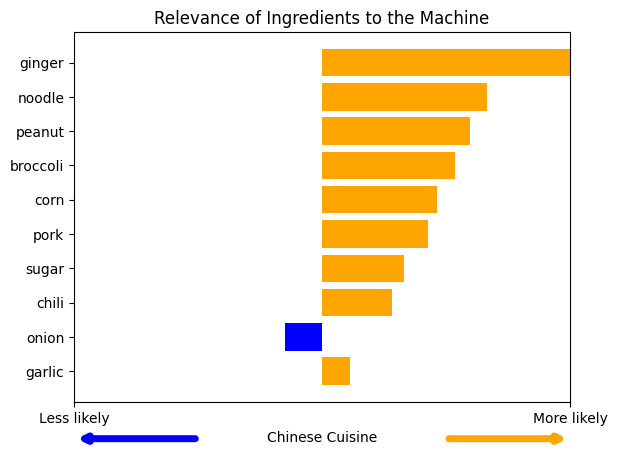 Relevance of Ingredients to the Machine
ginger
noodle
peanut
broccoli
corn
pork
sugar
chili
onion
garlic
Less likely
More likely
Chinese Cuisine